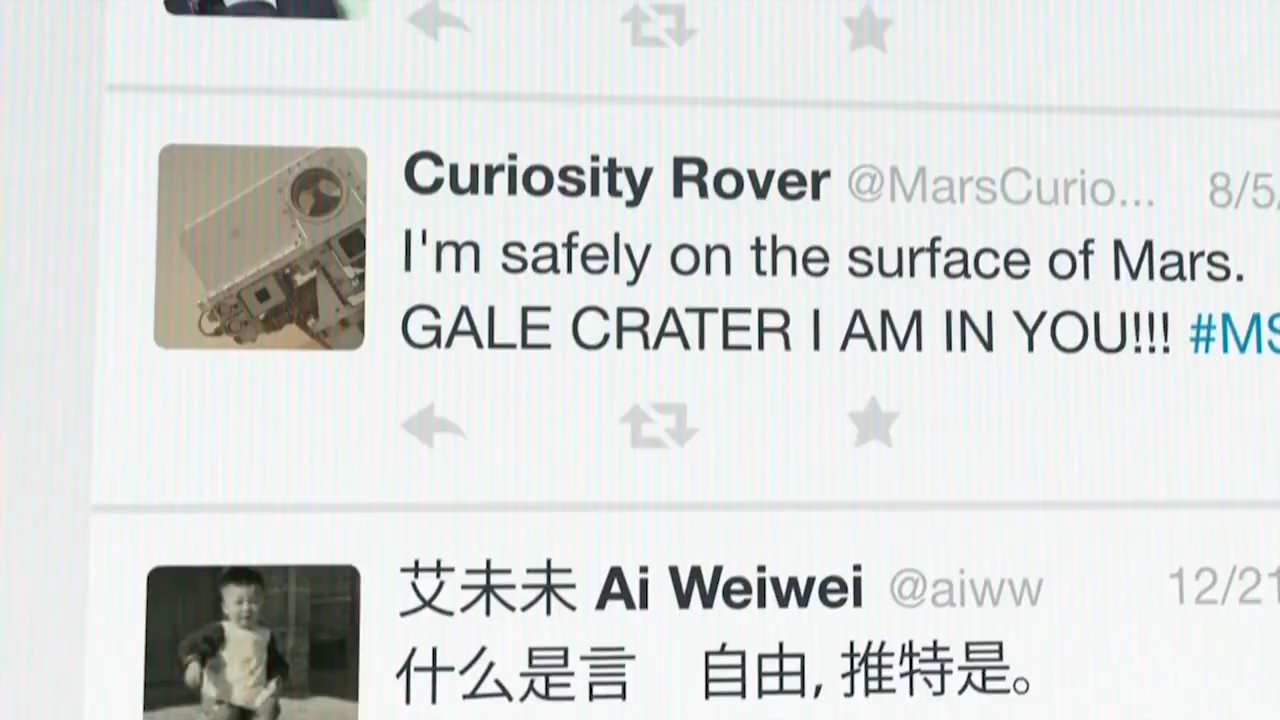 Curiosity Rover @MarsCurio... 8/5
I'm safely on the surface of Mars.
GALE CRATER I AM IN YOU!!! #MS
艾未未 Ai Weiwei @aiww 12/21
什么是言 自由, 推特是。